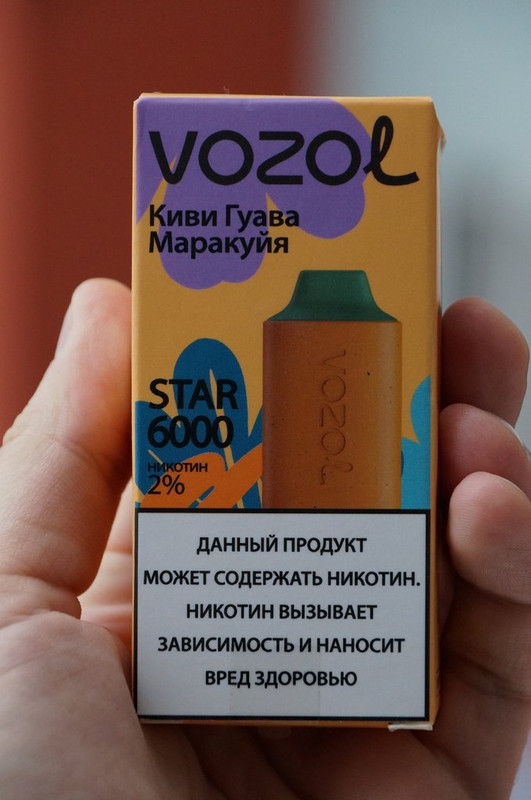 VOZOL
Киви Гуава
Маракуйя
STAR
6000
НИКОТИН
2%
VOZOL
ДАННЫЙ ПРОДУКТ
МОЖЕТ СОДЕРЖАТЬ НИКОТИН.
НИКОТИН ВЫЗЫВАЕТ
ЗАВИСИМОСТЬ И НАНОСИТ
ВРЕД ЗДОРОВЬЮ